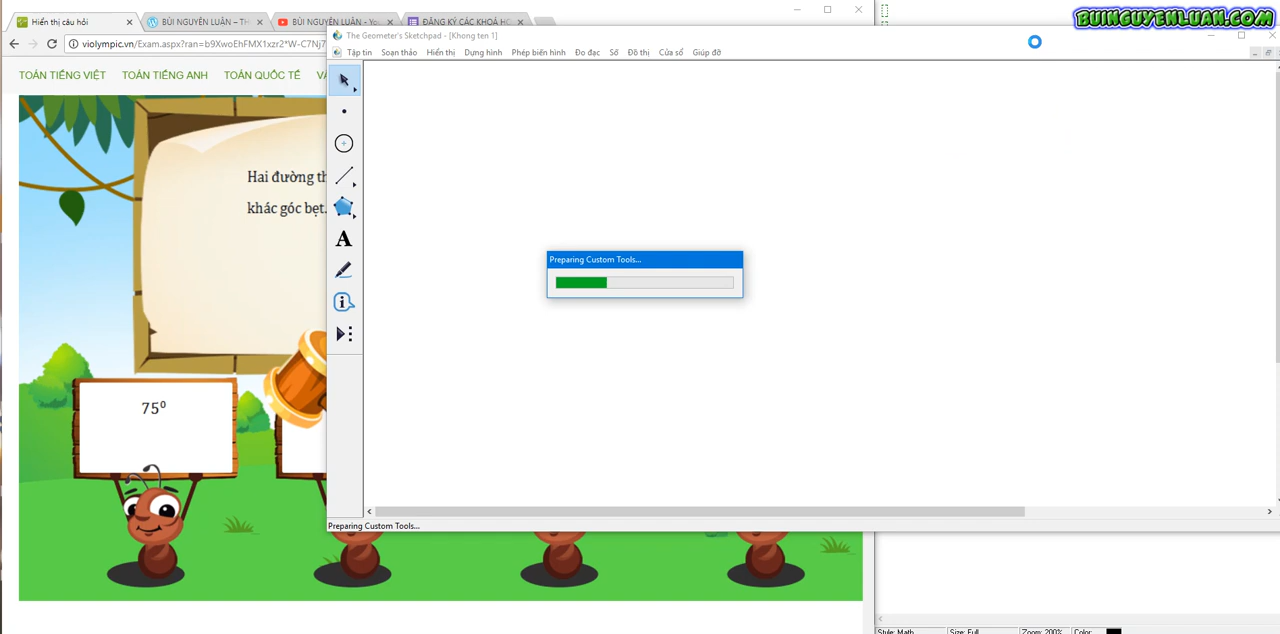 BUINGUYENLUAN.COM
Hiển thị câu hỏi
BÙI NGUYÊN LUÂN – TH
BÙI NGUYÊN LUÂN - You
ĐĂNG KÝ CÁC KHOÁ HỌ
violympic.vn/Exam.aspx?ran=b9XwoEhFMX1xzr2*W-C7Nj7
TOÁN TIẾNG VIỆT TOÁN TIẾNG ANH TOÁN QUỐC TẾ
The Geometer's Sketchpad - [Khong ten 1]
Tập tin Soạn thảo Hiển thị Dựng hình Phép biến hình Đo đạc Số Đồ thị Cửa sổ Giúp đỡ
Hai đường th
khác góc bẹt.
A
i
Preparing Custom Tools...
75⁰
Preparing Custom Tools...
Style: Math Size: Full Zoom: 200% Color: